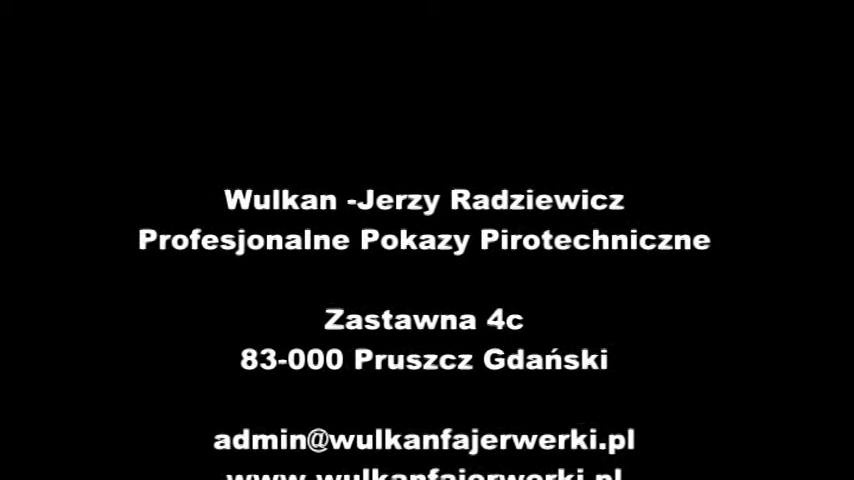 Wulkan -Jerzy Radziewicz
Profesjonalne Pokazy Pirotechniczne
Zastawna 4c
83-000 Pruszcz Gdański
admin@wulkanfajerwerki.pl
www.wulkanfajerwerki.pl